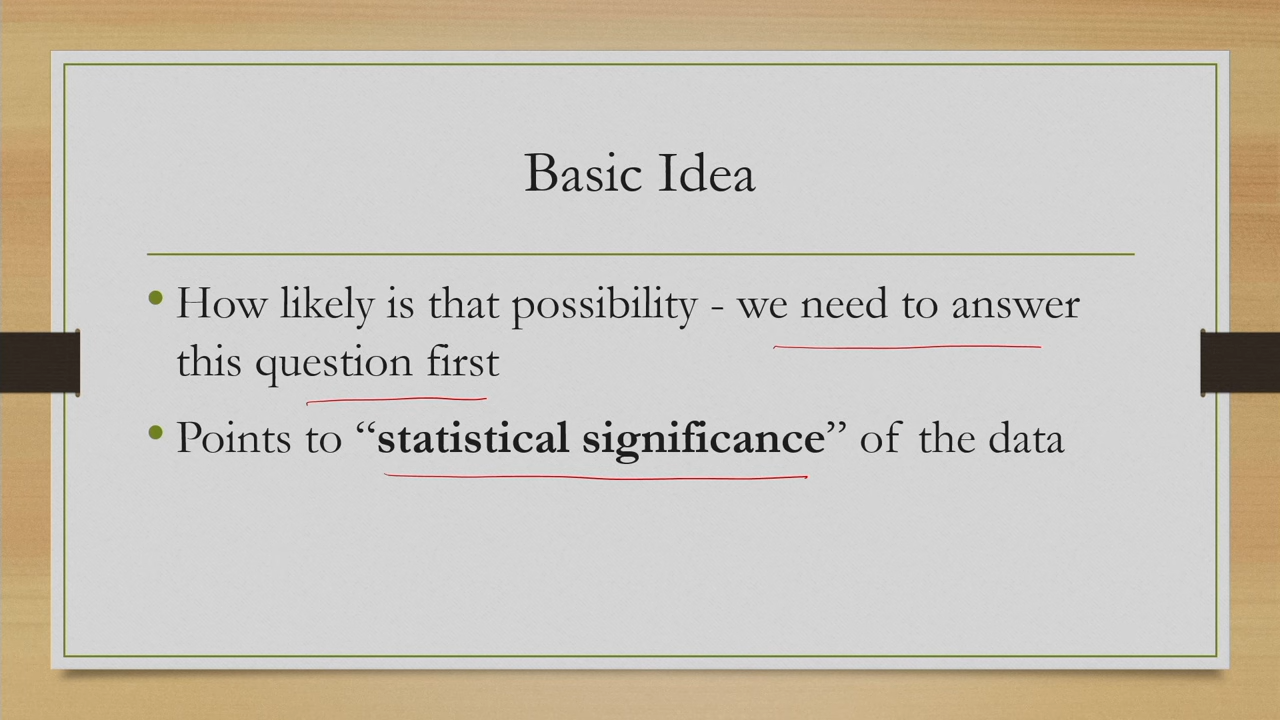 Basic Idea
• How likely is that possibility - we need to answer
this question first
• Points to “statistical significance” of the data